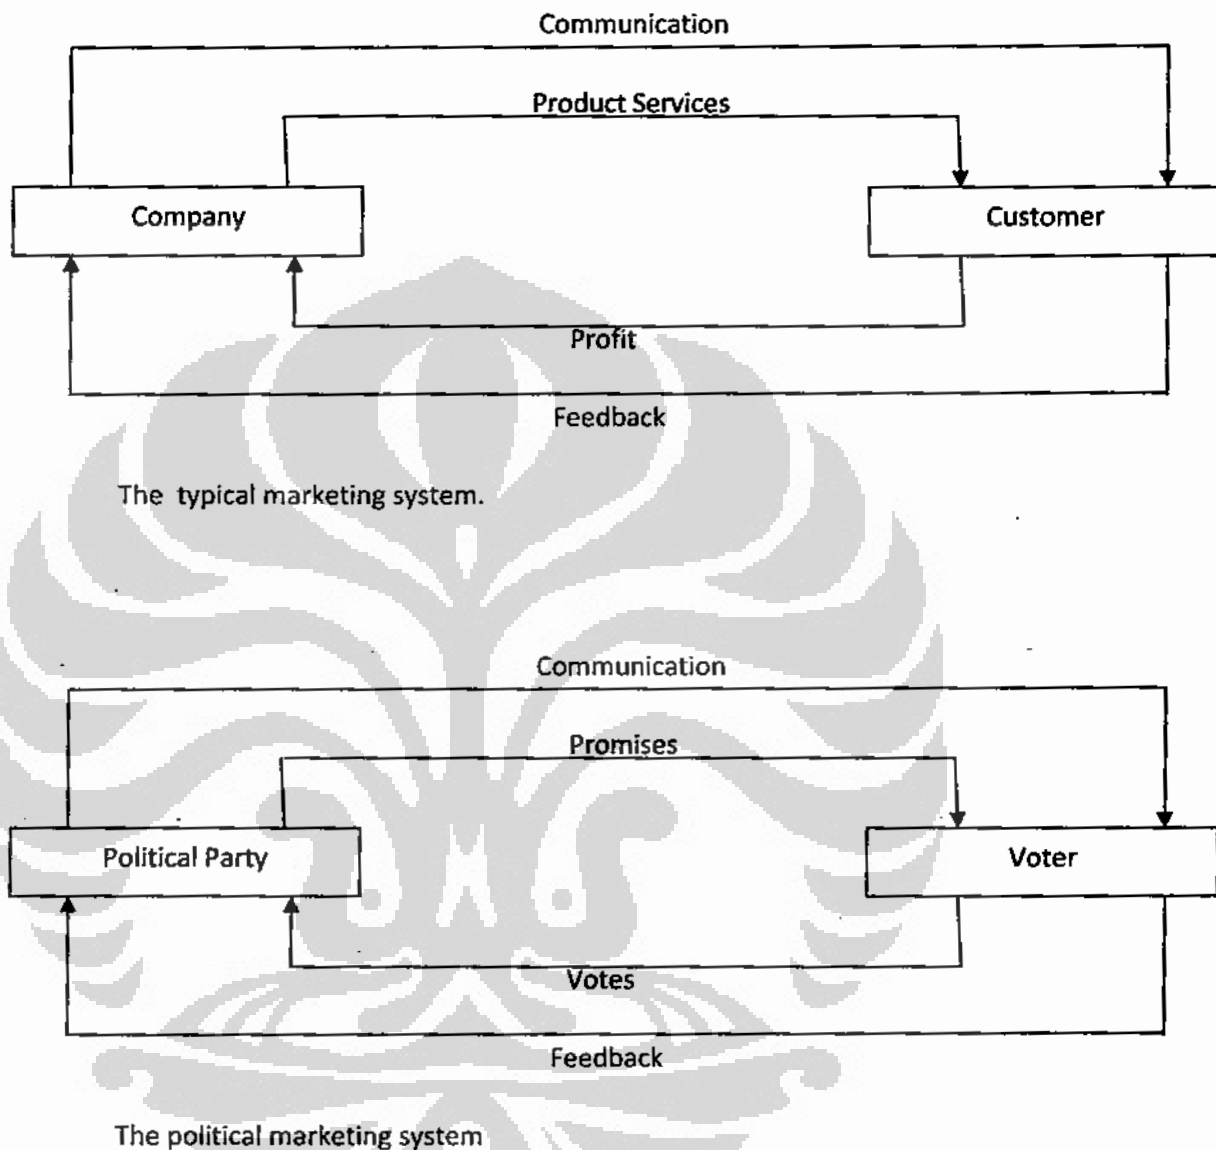 Communication
Product Services
Company
Customer
Profit
Feedback
The typical marketing system.
Communication
Promises
Political Party
Voter
Votes
Feedback
The political marketing system